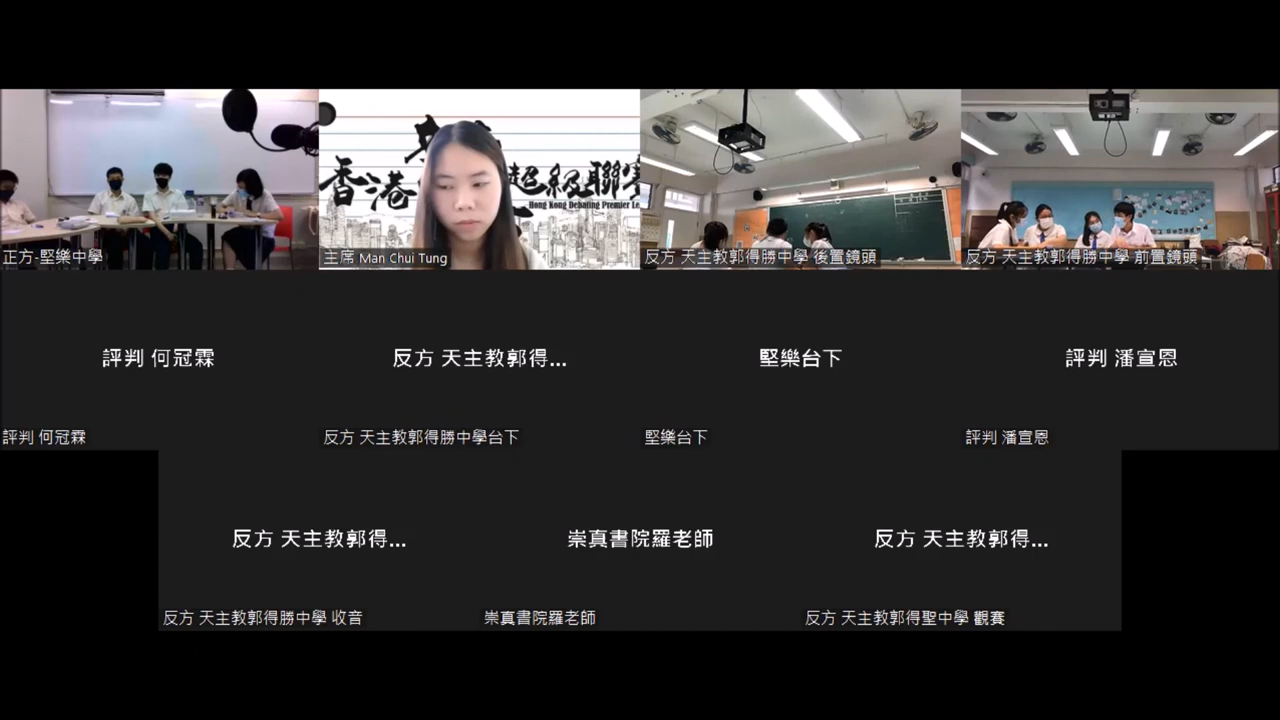 香港
超級聯賽
Hong Kong Debating Premier Le
正方-堅樂中學
主席 Man Chui Tung
反方 天主教郭得勝中學 後置鏡頭
反方 天主教郭得勝中學 前置鏡頭
評判 何冠霖
反方 天主教郭得...
堅樂台下
評判 潘宣恩
評判 何冠霖
反方 天主教郭得勝中學台下
堅樂台下
評判 潘宣恩
反方 天主教郭得...
崇真書院羅老師
反方 天主教郭得...
反方 天主教郭得勝中學 收音
崇真書院羅老師
反方 天主教郭得聖中學 觀賽